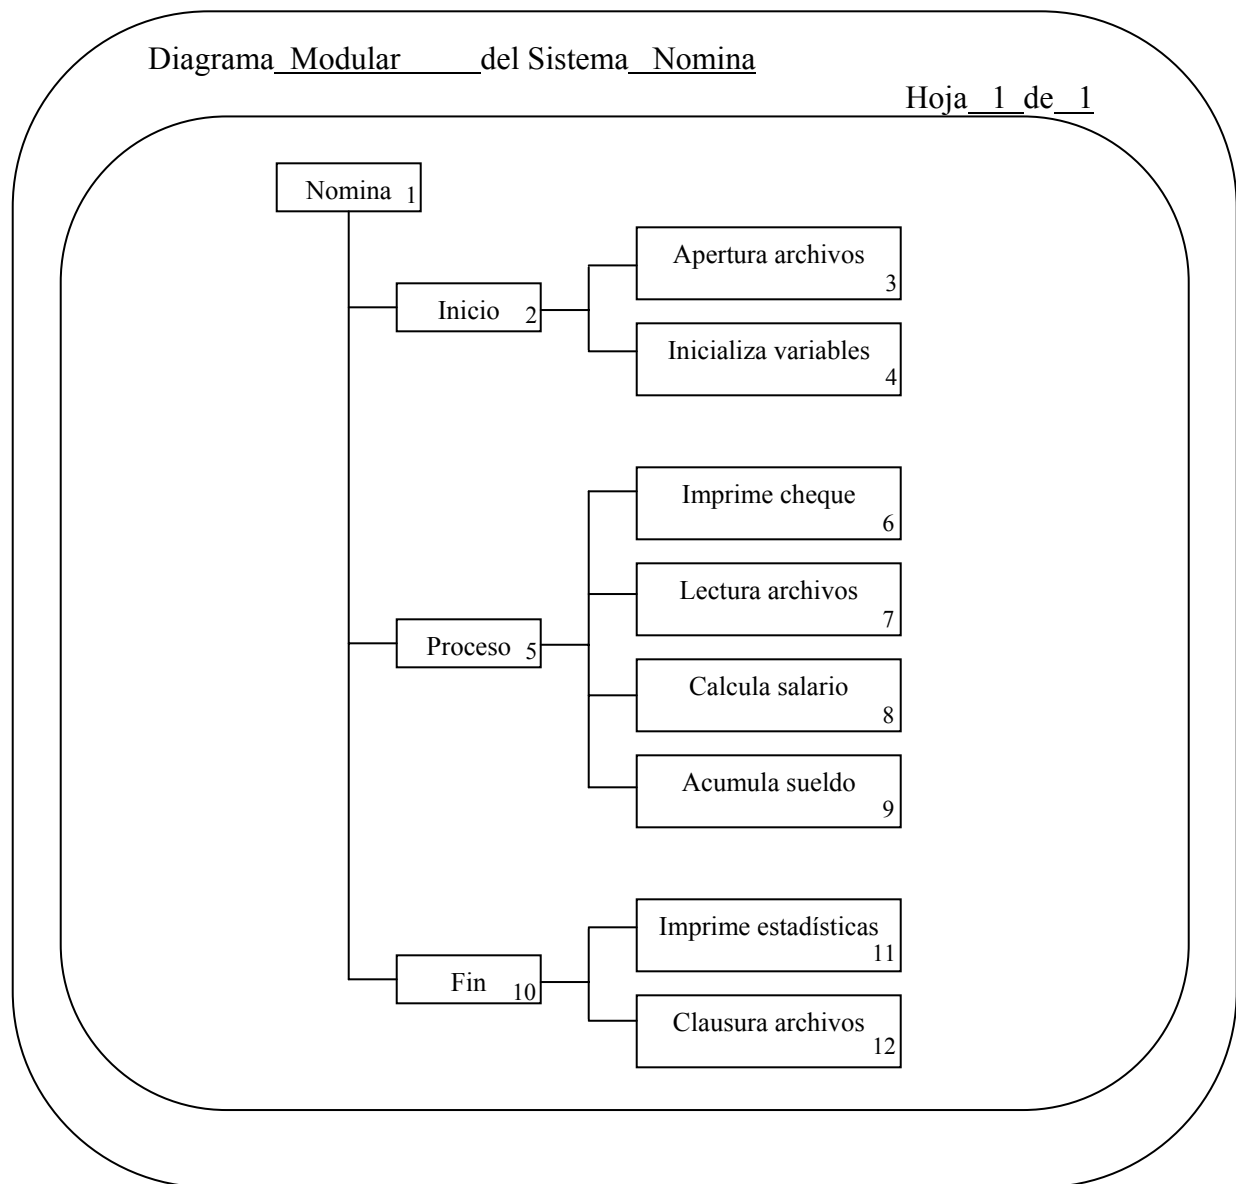 Diagrama Modular del Sistema Nomina
Hoja 1 de 1
Nomina 1
Apertura archivos
3
Inicio 2
Inicializa variables
4
Imprime cheque
6
Lectura archivos
7
Proceso 5
Calcula salario
8
Acumula sueldo
9
Imprime estadísticas
11
Fin 10
Clausura archivos
12